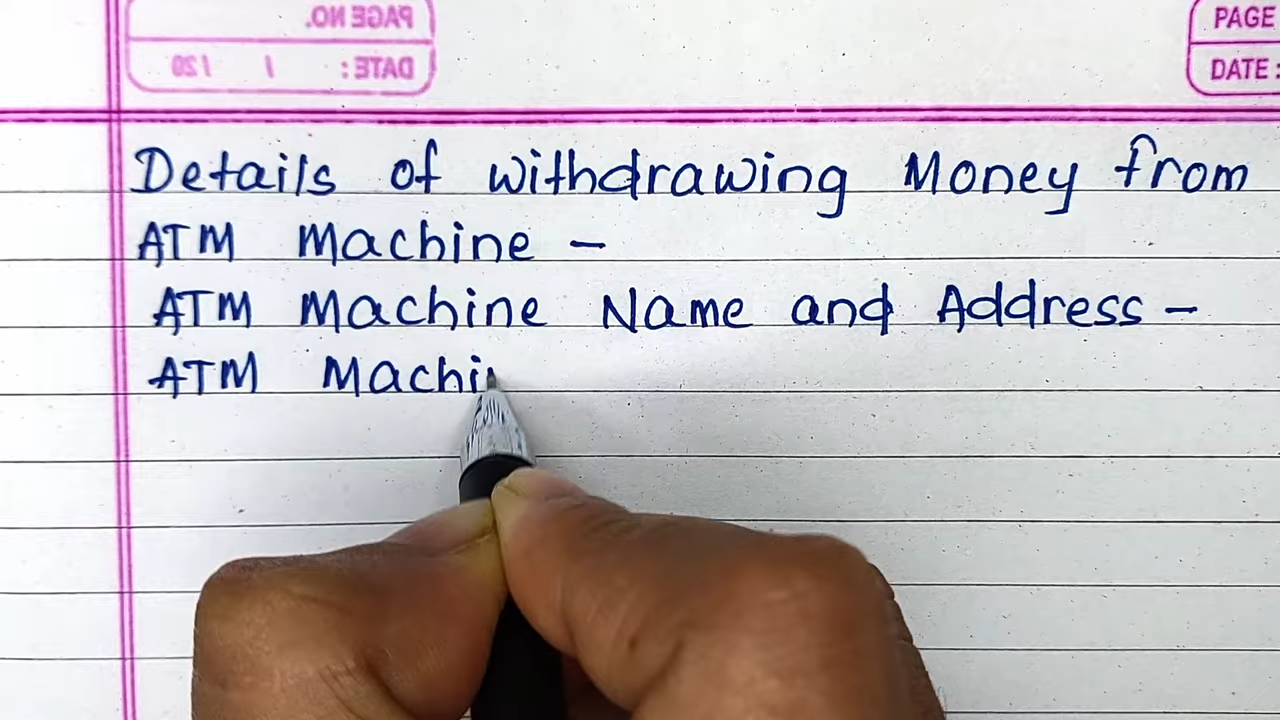 PAGE NO.
DATE: / /20
PAGE
DATE:
Details of withdrawing Money from
ATM Machine -
ATM Machine Name and Address -
ATM Machi